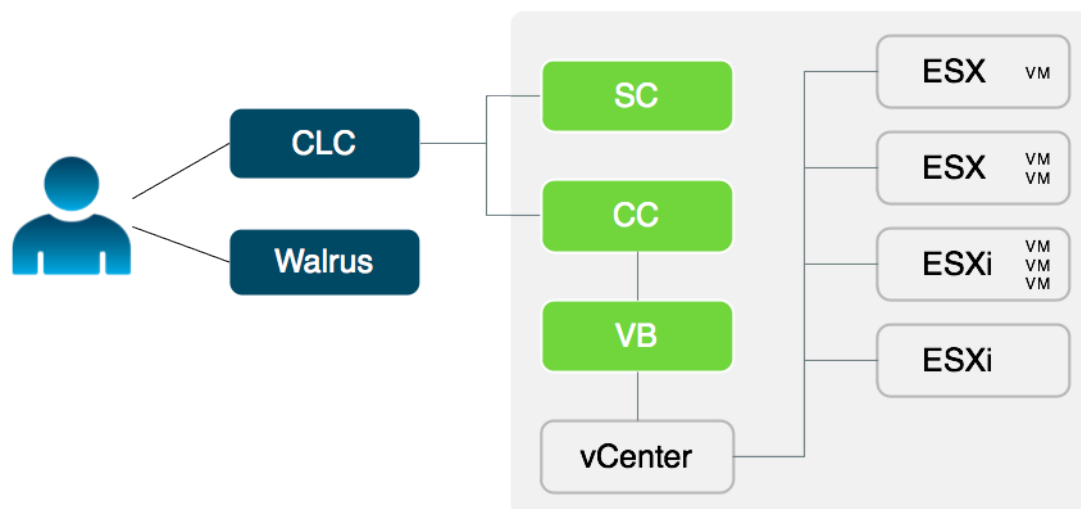 CLC
Walrus
SC
CC
VB
vCenter
ESX VM
ESX VM
VM
ESXi VM
VM
VM
ESXi